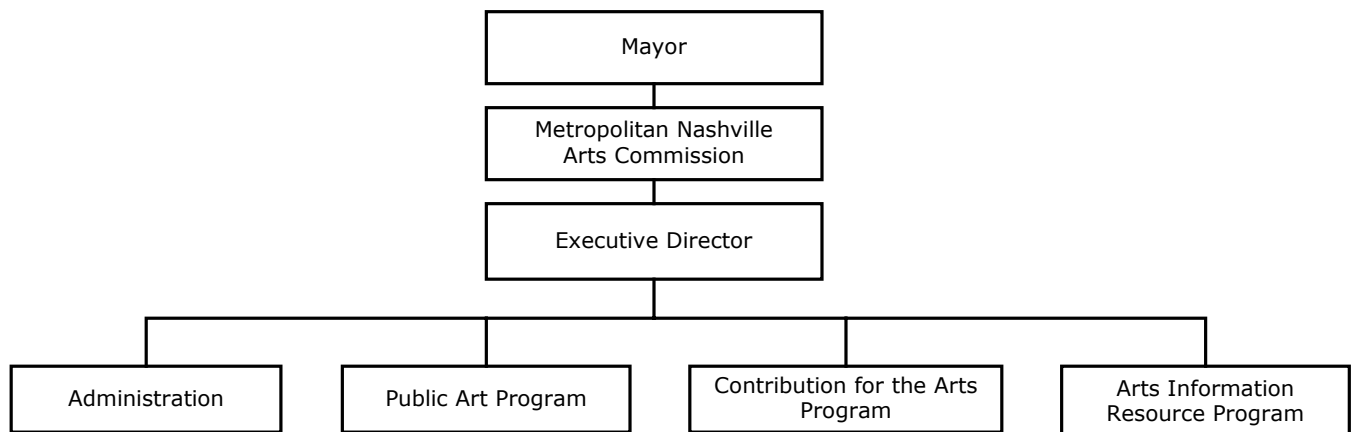 Mayor
Metropolitan Nashville
Arts Commission
Executive Director
Administration
Public Art Program
Contribution for the Arts
Program
Arts Information
Resource Program